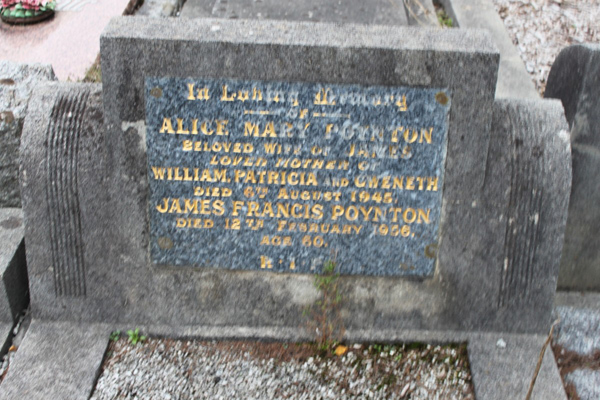 In Loving Memory
OF
ALICE MARY POYNTON
BELOVED WIFE OF JAMES
LOVED MOTHER OF
WILLIAM, PATRICIA AND GWENETH
DIED 6TH AUGUST 1945
JAMES FRANCIS POYNTON
DIED 12TH FEBRUARY
AGED 60.
R.I.P.